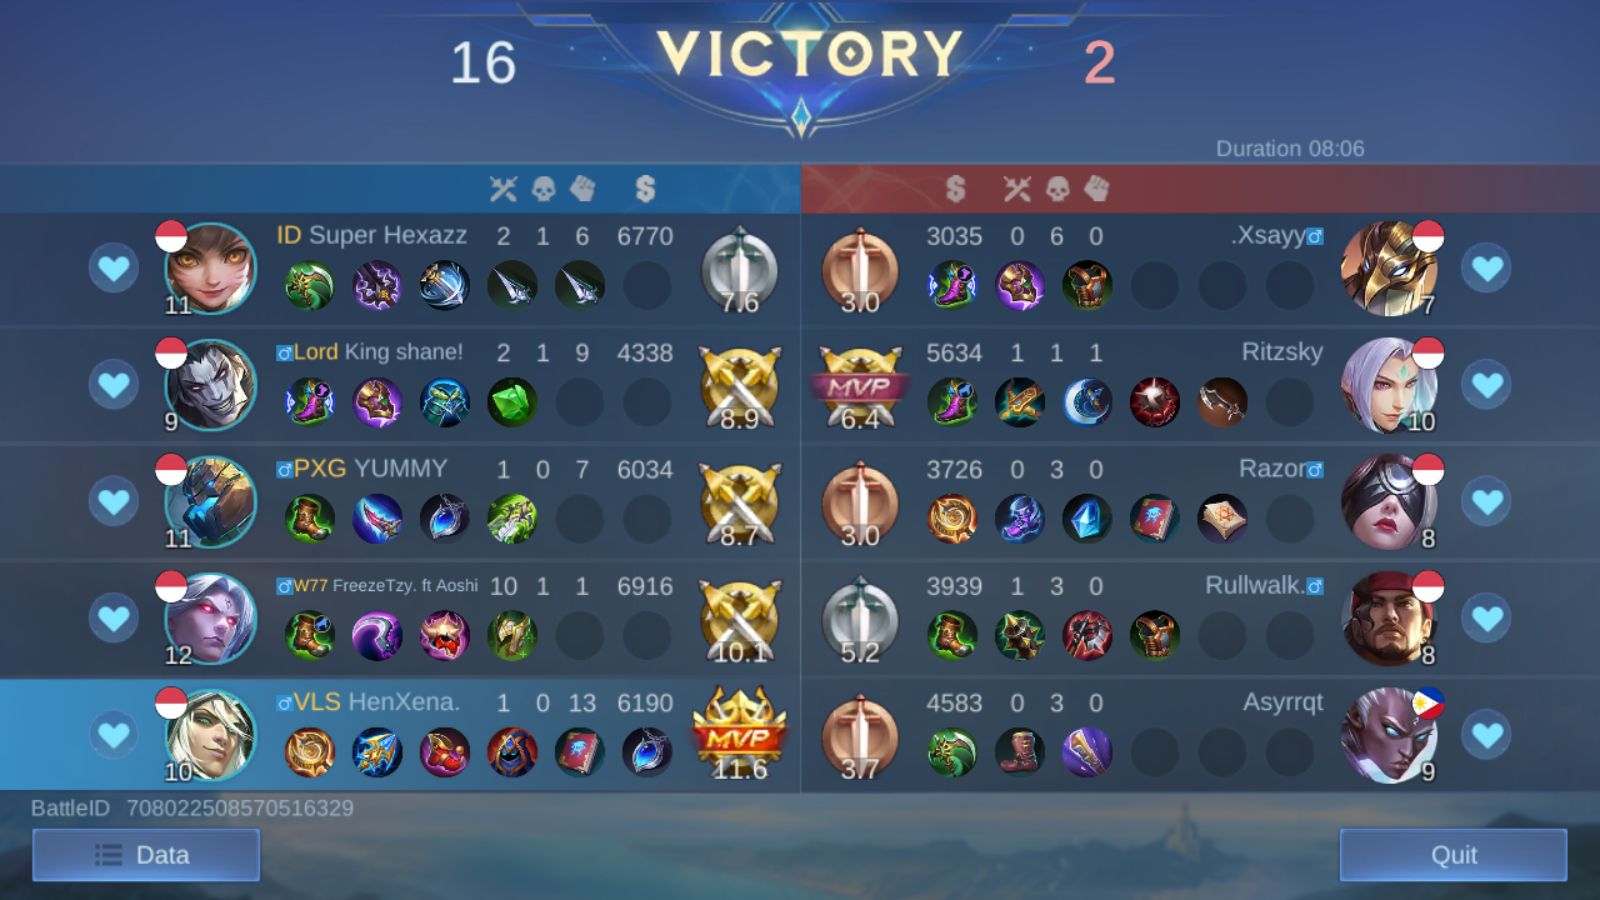 16 VICTORY 2
Duration 08:06
ID Super Hexazz 2 1 6 6770
11 7.6
3035 0 6 0 .Xsayy
3.0 7
Lord King shane! 2 1 9 4338
9 8.9
5634 1 1 1 Ritzsky
MVP
6.4 10
PXG YUMMY 1 0 7 6034
11 8.7
3726 0 3 0 Razor
3.0 8
W77 FreezeTzy. ft Aoshi 10 1 1 6916
12 10.1
3939 1 3 0 Rullwalk.
5.2 8
VLS HenXena. 1 0 13 6190
MVP
10 11.6
4583 0 3 0 Asyrrqt
3.7 9
BattleID 708022508570516329
Data
Quit